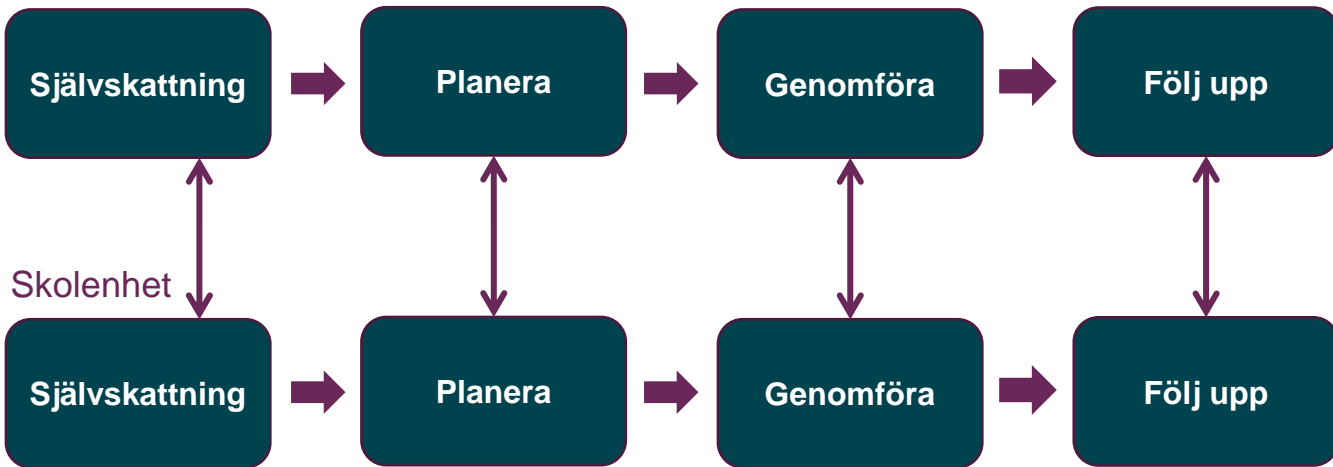 Självskattning
Planera
Genomföra
Följ upp
Skolenhet
Självskattning
Planera
Genomföra
Följ upp